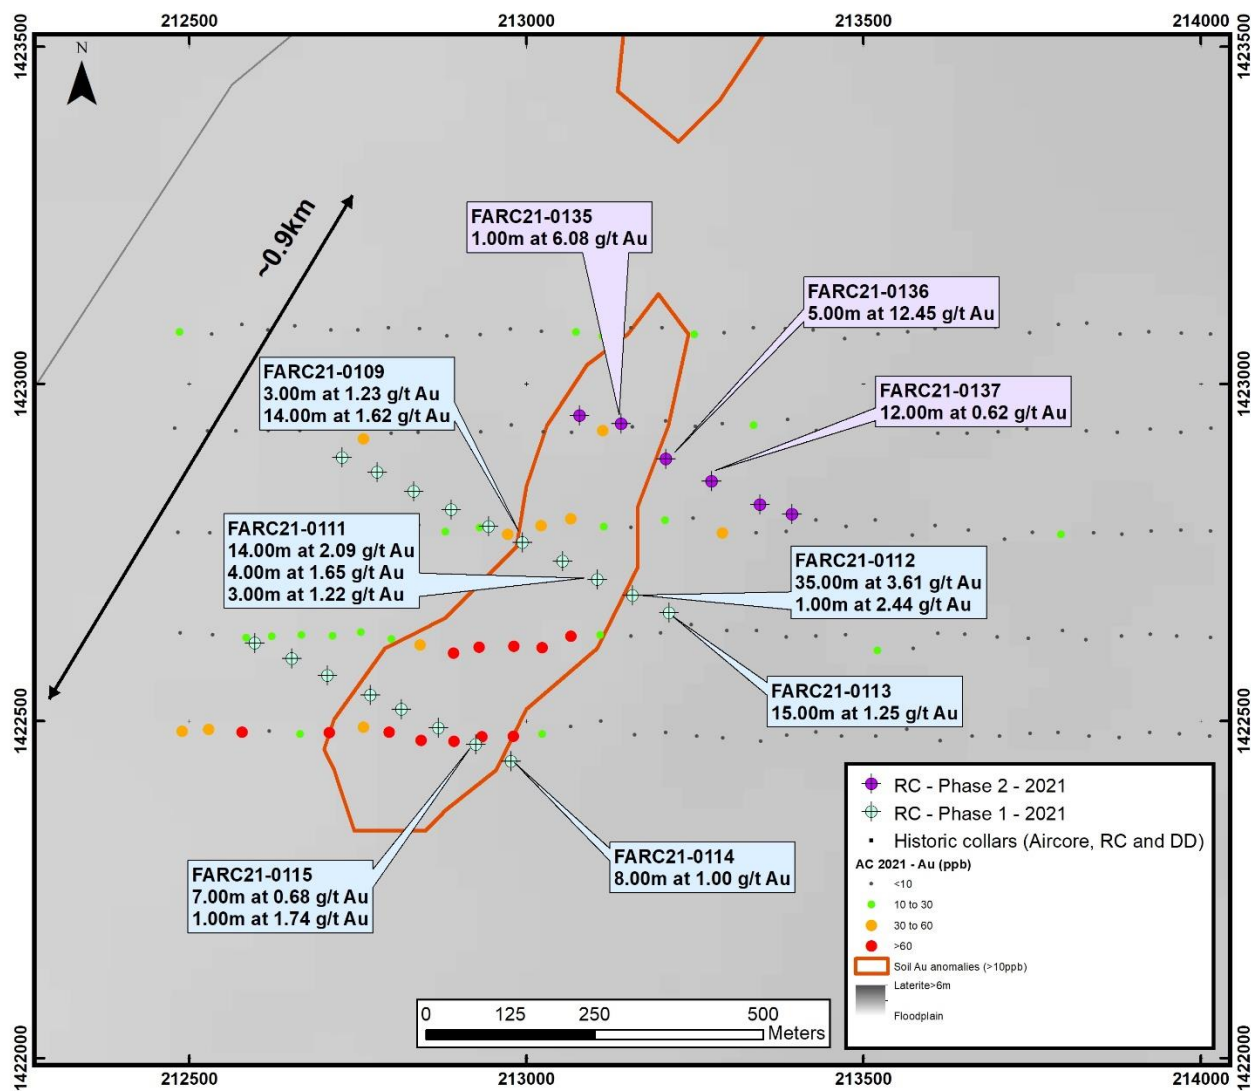 212500
213000
213500
214000
1423500
1423500
N
~0.9km
FARC21-0135
1.00m at 6.08 g/t Au
FARC21-0136
5.00m at 12.45 g/t Au
FARC21-0109
3.00m at 1.23 g/t Au
14.00m at 1.62 g/t Au
FARC21-0137
12.00m at 0.62 g/t Au
1423000
1423000
FARC21-0111
14.00m at 2.09 g/t Au
4.00m at 1.65 g/t Au
3.00m at 1.22 g/t Au
FARC21-0112
35.00m at 3.61 g/t Au
1.00m at 2.44 g/t Au
FARC21-0113
15.00m at 1.25 g/t Au
1422500
1422500
FARC21-0115
7.00m at 0.68 g/t Au
1.00m at 1.74 g/t Au
FARC21-0114
8.00m at 1.00 g/t Au
RC - Phase 2 - 2021
RC - Phase 1 - 2021
Historic collars (Aircore, RC and DD)
AC 2021 - Au (ppb)
<10
10 to 30
30 to 60
>60
Soil Au anomalies (>10ppb)
Laterite>6m
Floodplain
0 125 250 500
Meters
1422000
1422000
212500
213000
213500
214000